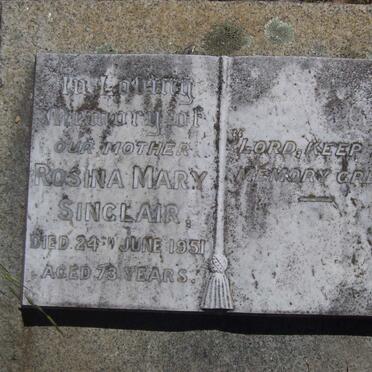 In Loving
Memory of
OUR MOTHER
ROSINA MARY
SINCLAIR
DIED 24TH JUNE 1951
AGED 73 YEARS.
"LORD, KEEP
MEMORY GRE